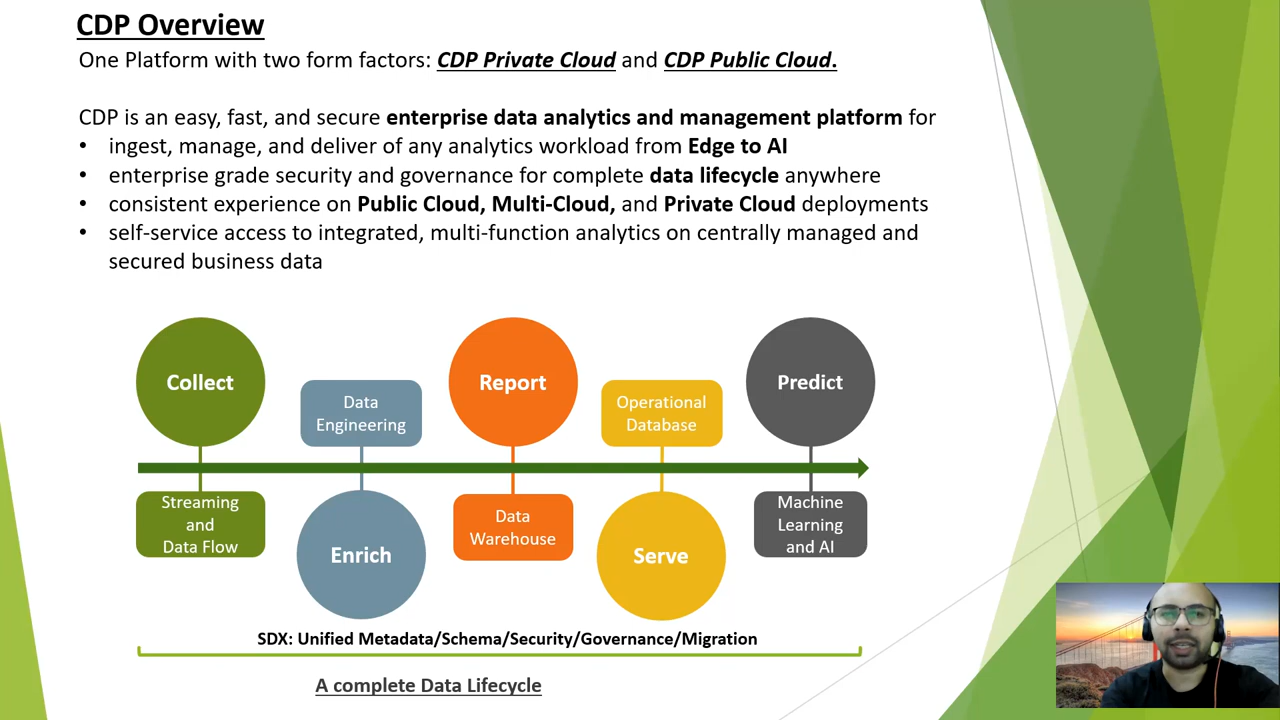 CDP Overview
One Platform with two form factors: CDP Private Cloud and CDP Public Cloud.
CDP is an easy, fast, and secure enterprise data analytics and management platform for
• ingest, manage, and deliver of any analytics workload from Edge to AI
• enterprise grade security and governance for complete data lifecycle anywhere
• consistent experience on Public Cloud, Multi-Cloud, and Private Cloud deployments
• self-service access to integrated, multi-function analytics on centrally managed and
secured business data
Collect
Report
Predict
Data
Engineering
Operational
Database
Streaming
and
Data Flow
Data
Warehouse
Machine
Learning
and AI
Enrich
Serve
SDX: Unified Metadata/Schema/Security/Governance/Migration
A complete Data Lifecycle